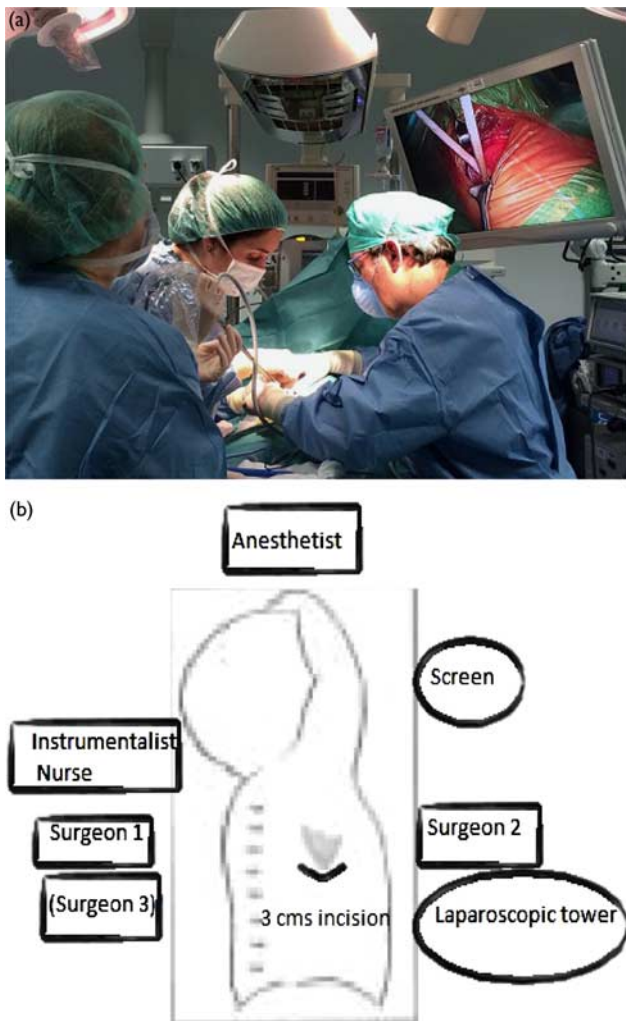 (a)
(b)
Anesthetist
Screen
Instrumentalist
Nurse
Surgeon 1
Surgeon 2
(Surgeon 3)
3 cms incision
Laparoscopic tower